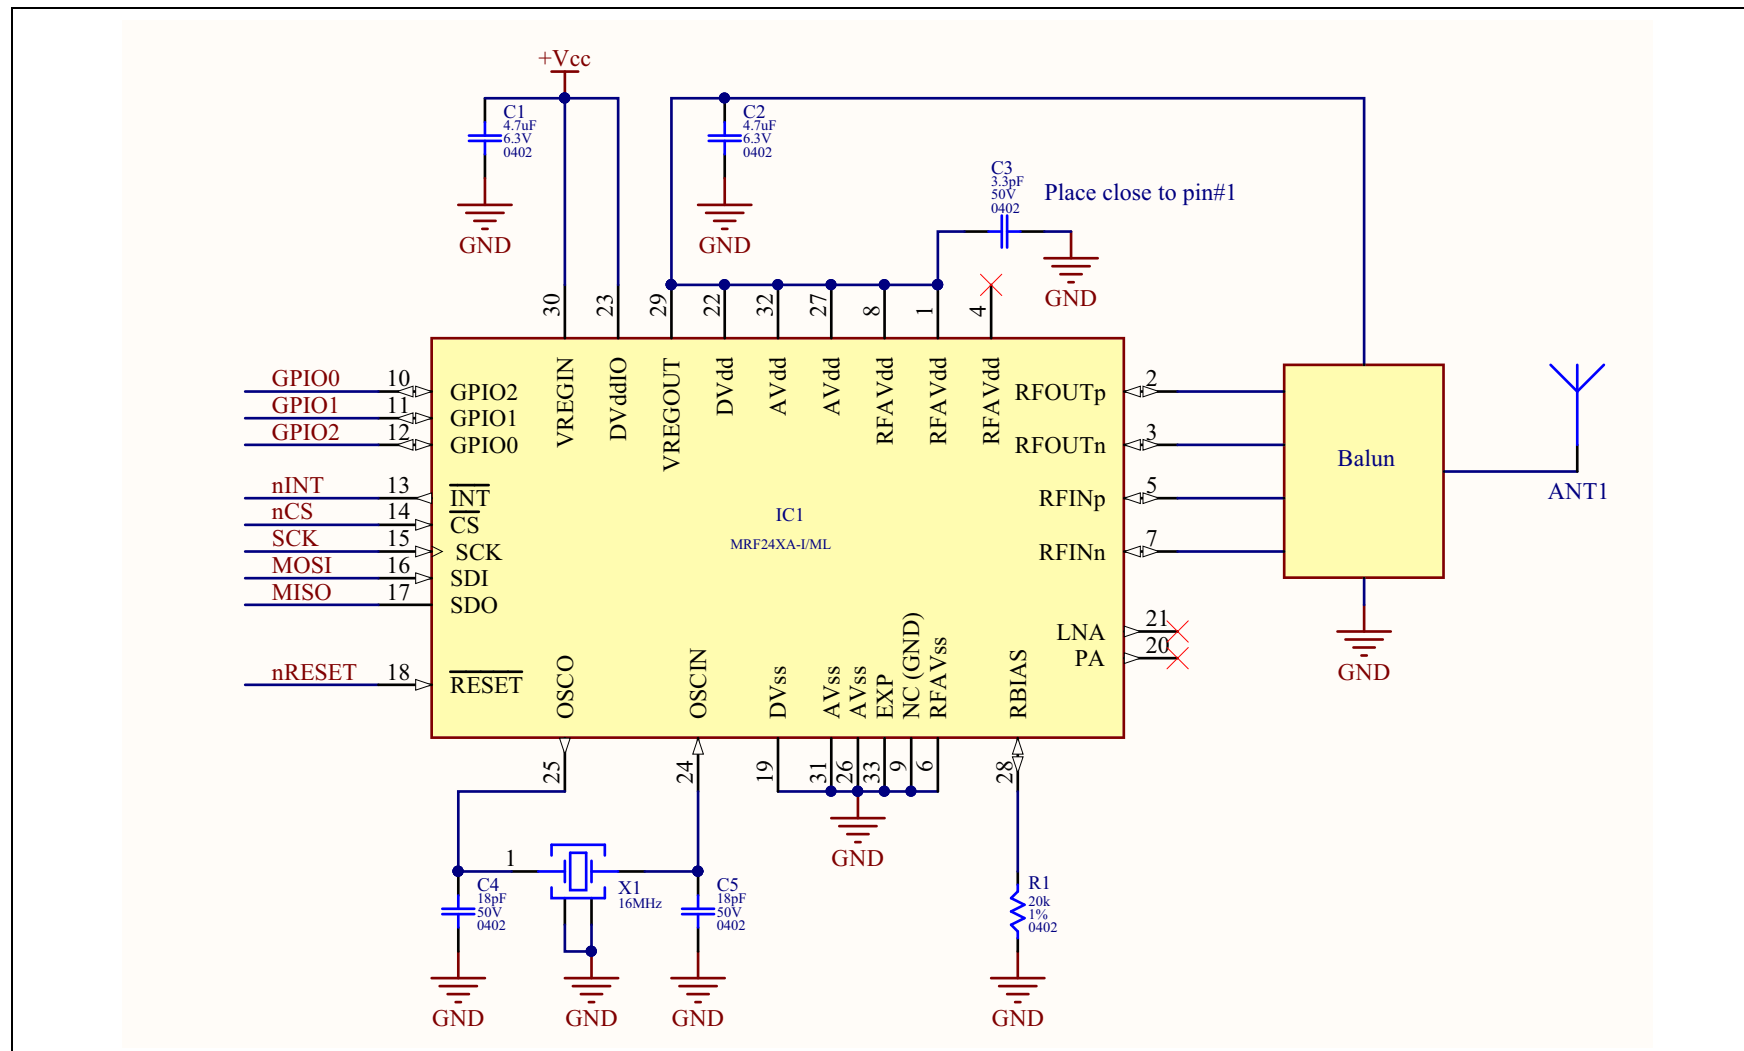 +Vcc
C1
4.7uF
6.3V
0402
GND
C2
4.7uF
6.3V
0402
GND
C3
3.3pF
50V
0402
Place close to pin#1
GND
30
23
29
22
32
27
8
1
4
VREGIN
DVddIO
VREGOUT
DVdd
AVdd
AVdd
RFAVdd
RFAVdd
RFAVdd
GPIO0 10 GPIO2
GPIO1 11 GPIO1
GPIO2 12 GPIO0
nINT 13 INT
nCS 14 CS
SCK 15 SCK
MOSI 16 SDI
MISO 17 SDO
nRESET 18 RESET
IC1
MRF24XA-I/ML
RFOUTp 2
RFOUTn 3
RFINp 5
RFINn 7
LNA 21
PA 20
Balun
GND
ANT1
OSCO
OSCIN
DVss
AVss
AVss
EXP
NC (GND)
RFAVss
RBIAS
25
24
19
31
26
33
9
6
28
GND
1
X1
16MHz
C4
18pF
50V
0402
C5
18pF
50V
0402
R1
20k
1%
0402
GND
GND
GND
GND